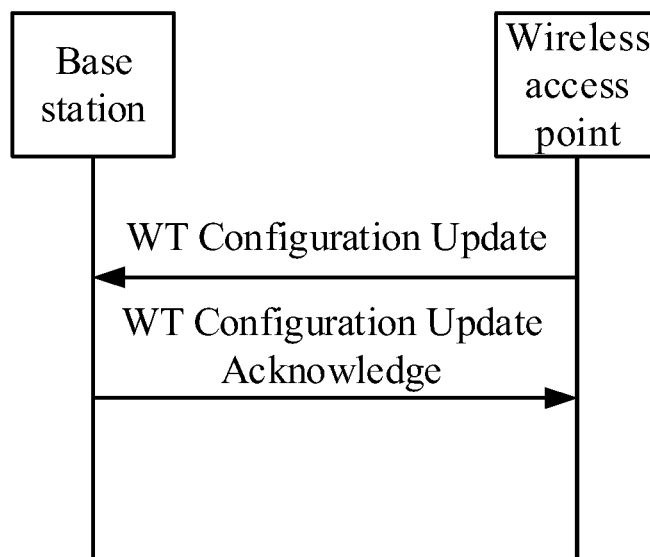 Base
station
Wireless
access
point
WT Configuration Update
WT Configuration Update
Acknowledge